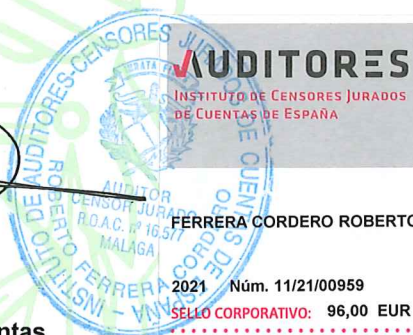 AUDITORES
INSTITUTO DE CENSORES JURADOS
DE CUENTAS DE ESPAÑA
INSTITUTO DE AUDITORES-CENSORES JURADOS DE CUENTAS DE ESPAÑA
ROBERTO FERRERA CORDERO
AUDITOR
CENSOR JURADO
R.O.A.C. nº 16.577
MALAGA
FERRERA CORDERO ROBERTO
2021 Núm. 11/21/00959
SELLO CORPORATIVO: 96,00 EUR
ntas